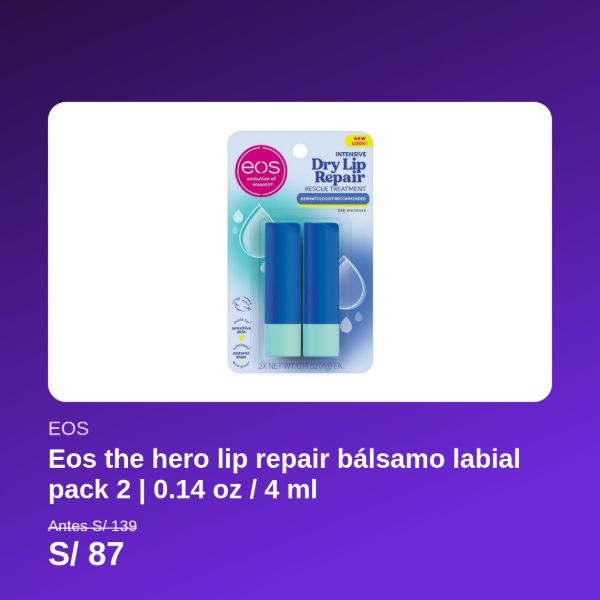 NEW
LOOK!
eos
evolution of
smooth®
INTENSIVE
Dry Lip
Repair
RESCUE TREATMENT
DERMATOLOGIST RECOMMENDED
24h moisture
made for
sensitive
skin
natural
shea
2X NET WT. 0.14 oz (4g) EA.
EOS
Eos the hero lip repair bálsamo labial
pack 2 | 0.14 oz / 4 ml
Antes S/ 139
S/ 87